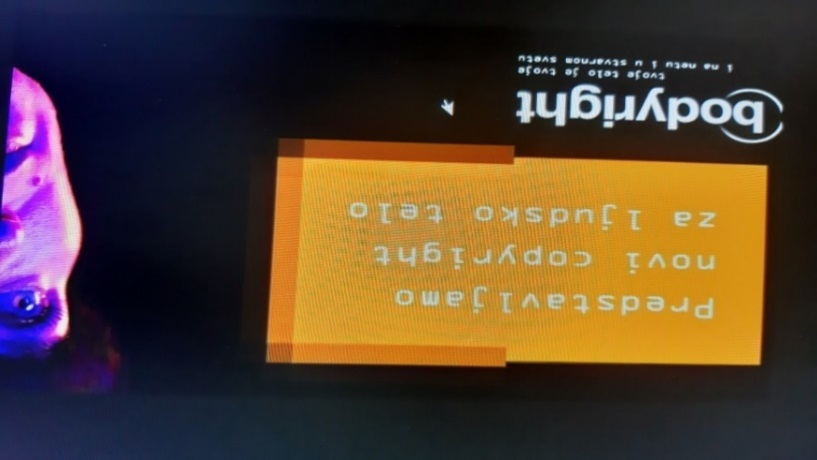 Predstavljamo
novi copyright
za ljudsko telo
bodyright
tvoje telo je tvoje
i na netu i u stvarnom svetu